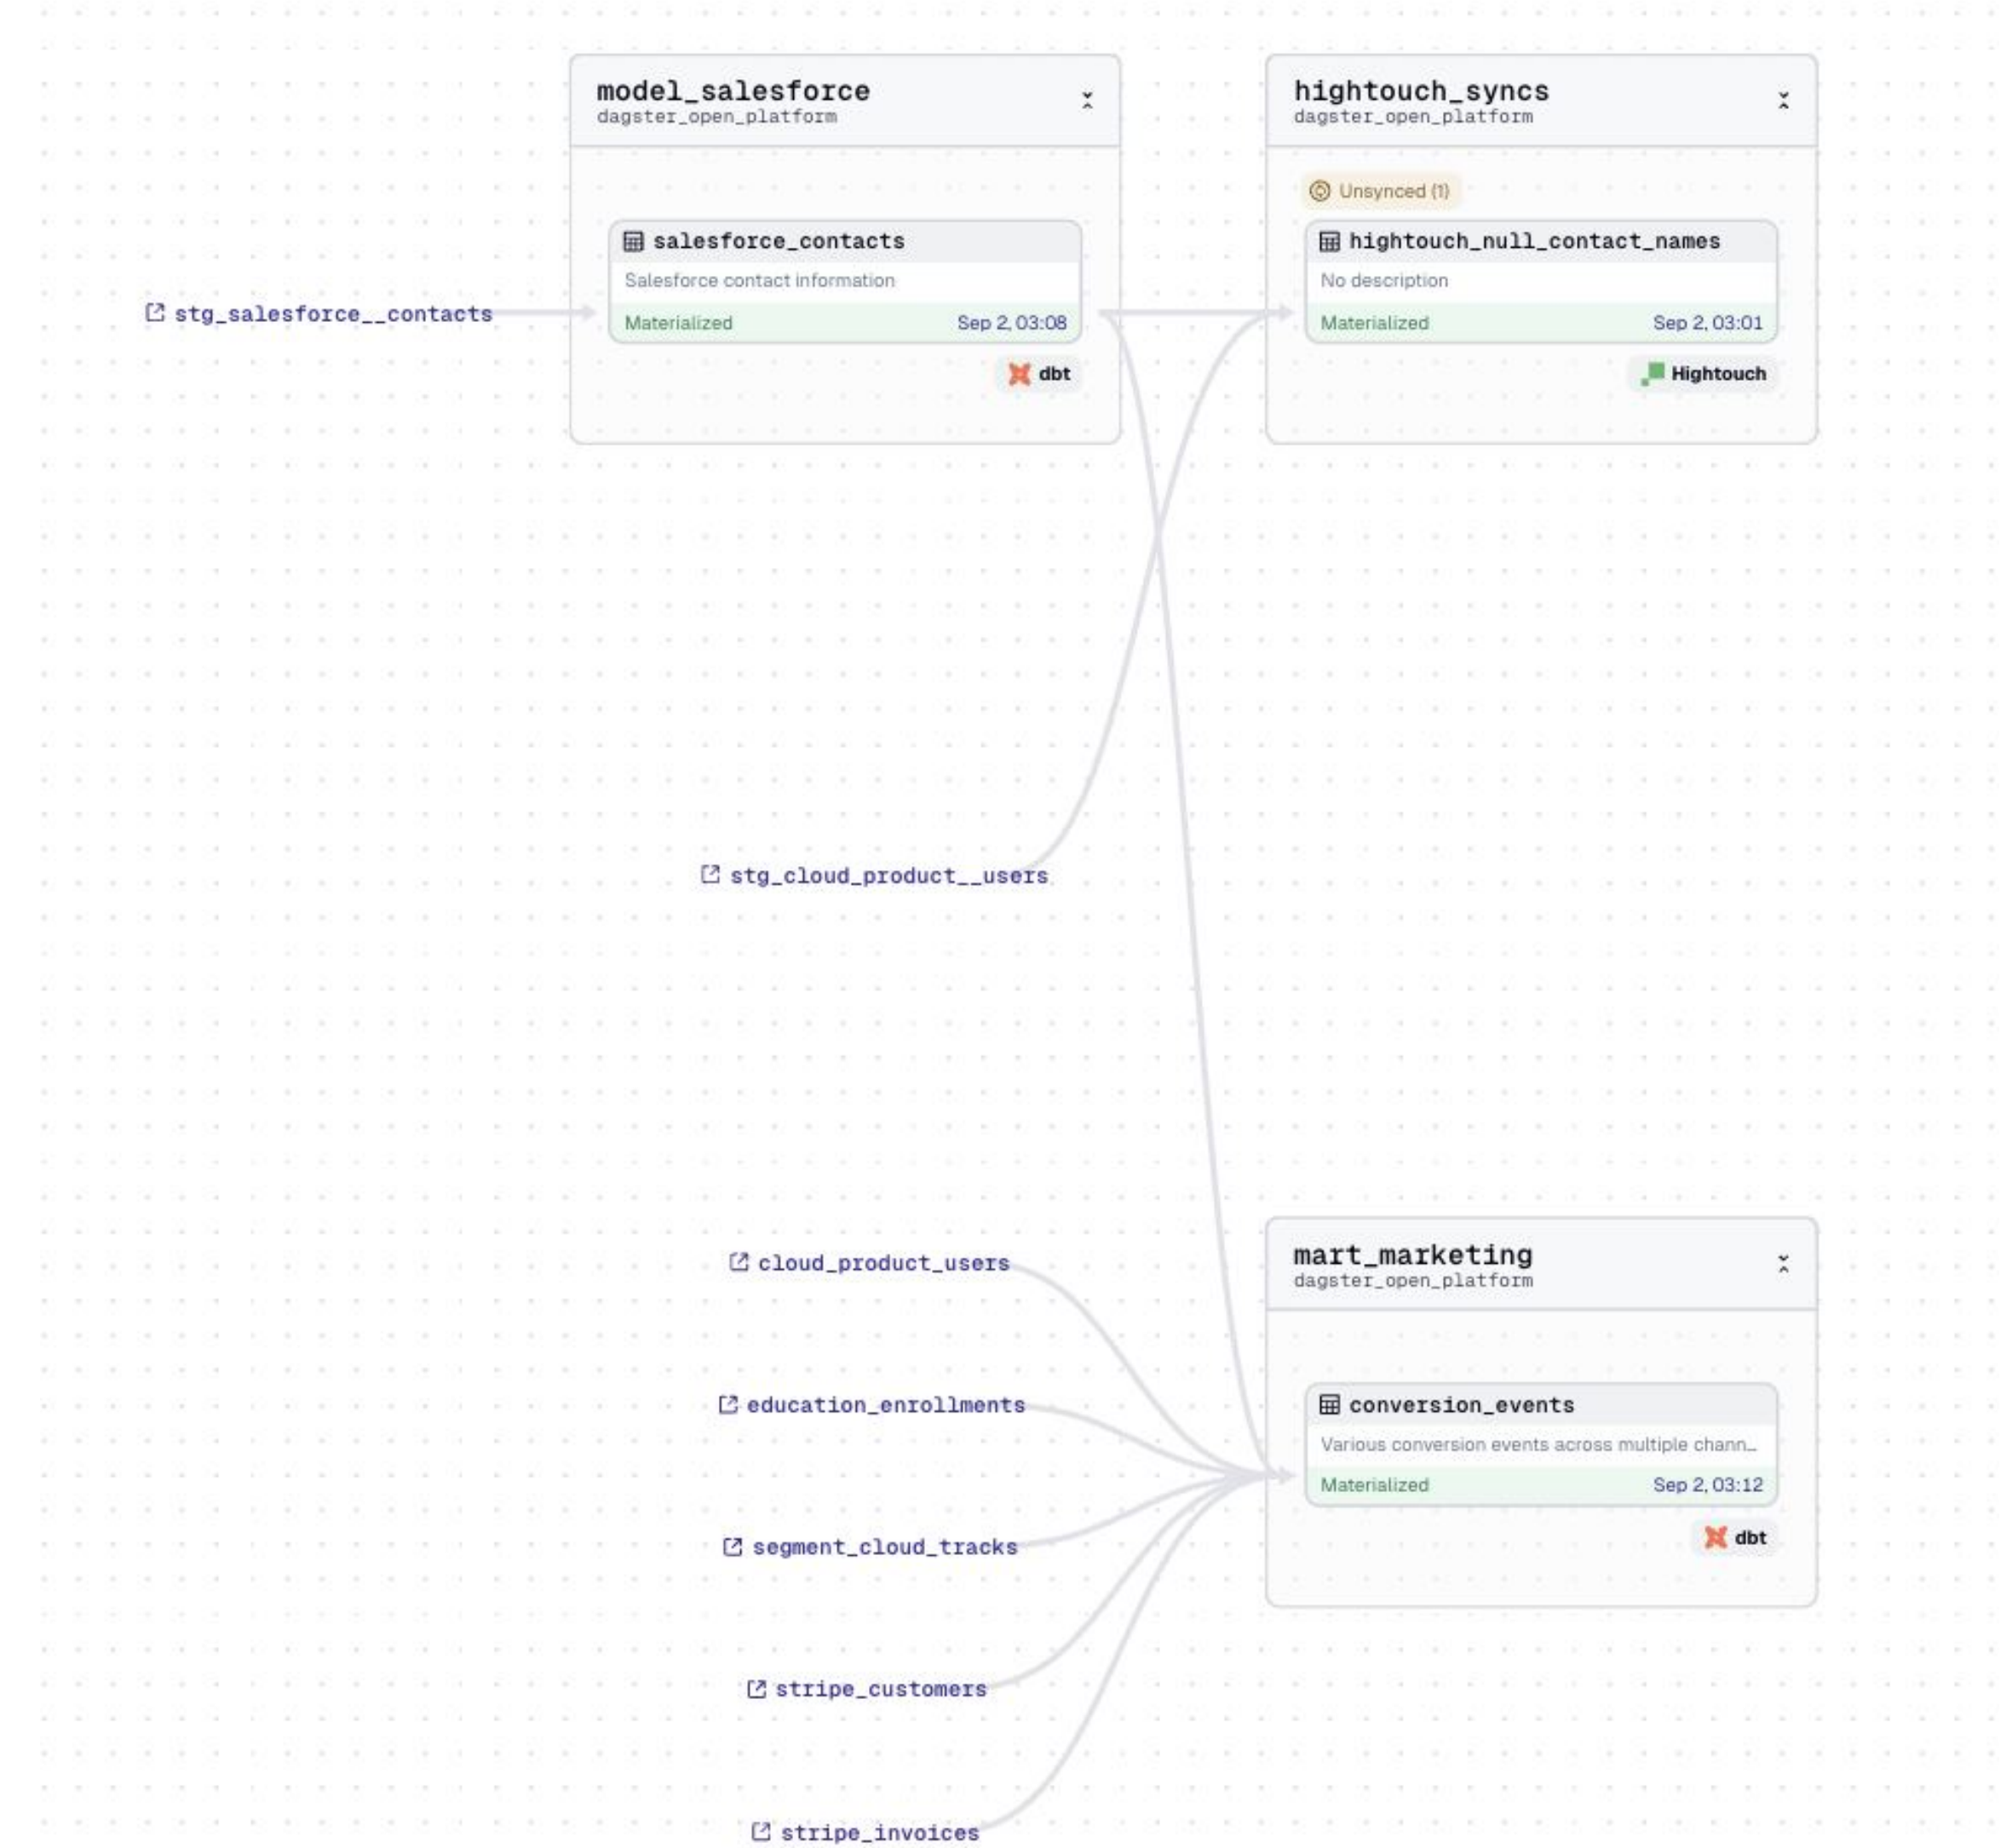 model_salesforce
dagster_open_platform
salesforce_contacts
Salesforce contact information
Materialized Sep 2, 03:08
dbt
hightouch_syncs
dagster_open_platform
Unsynced (1)
hightouch_null_contact_names
No description
Materialized Sep 2, 03:01
Hightouch
stg_salesforce__contacts
stg_cloud_product__users
cloud_product_users
education_enrollments
segment_cloud_tracks
stripe_customers
stripe_invoices
mart_marketing
dagster_open_platform
conversion_events
Various conversion events across multiple chann…
Materialized Sep 2, 03:12
dbt